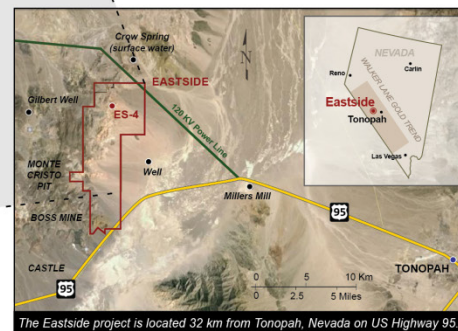 Crow Spring
(surface water)
N
EASTSIDE
Gilbert Well
ES-4
120 KV Power Line
MONTE
CRISTO
PIT
Well
Millers Mill
BOSS MINE
95
CASTLE
95
TONOPAH
0 5 10 Km
0 2.5 5 Miles
NEVADA
Reno
Carlin
WALKER LANE GOLD TREND
Eastside
Tonopah
Las Vegas
The Eastside project is located 32 km from Tonopah, Nevada on US Highway 95